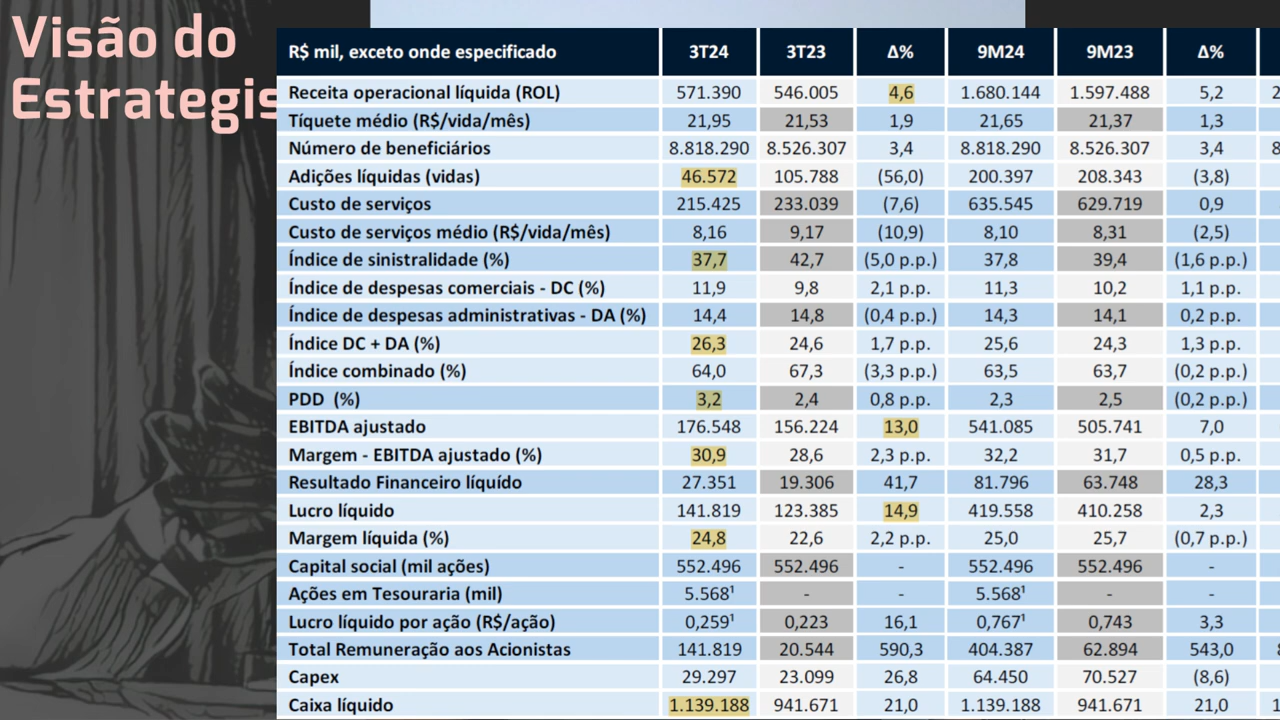 Visão do
Estrategis
R$ mil, exceto onde especificado 3T24 3T23 Δ% 9M24 9M23 Δ%
Receita operacional líquida (ROL) 571.390 546.005 4,6 1.680.144 1.597.488 5,2 2
Tíquete médio (R$/vida/mês) 21,95 21,53 1,9 21,65 21,37 1,3
Número de beneficiários 8.818.290 8.526.307 3,4 8.818.290 8.526.307 3,4 8
Adições líquidas (vidas) 46.572 105.788 (56,0) 200.397 208.343 (3,8)
Custo de serviços 215.425 233.039 (7,6) 635.545 629.719 0,9
Custo de serviços médio (R$/vida/mês) 8,16 9,17 (10,9) 8,10 8,31 (2,5)
Índice de sinistralidade (%) 37,7 42,7 (5,0 p.p.) 37,8 39,4 (1,6 p.p.)
Índice de despesas comerciais - DC (%) 11,9 9,8 2,1 p.p. 11,3 10,2 1,1 p.p.
Índice de despesas administrativas - DA (%) 14,4 14,8 (0,4 p.p.) 14,3 14,1 0,2 p.p.
Índice DC + DA (%) 26,3 24,6 1,7 p.p. 25,6 24,3 1,3 p.p.
Índice combinado (%) 64,0 67,3 (3,3 p.p.) 63,5 63,7 (0,2 p.p.)
PDD (%) 3,2 2,4 0,8 p.p. 2,3 2,5 (0,2 p.p.)
EBITDA ajustado 176.548 156.224 13,0 541.085 505.741 7,0
Margem - EBITDA ajustado (%) 30,9 28,6 2,3 p.p. 32,2 31,7 0,5 p.p.
Resultado Financeiro líquído 27.351 19.306 41,7 81.796 63.748 28,3
Lucro líquido 141.819 123.385 14,9 419.558 410.258 2,3
Margem líquida (%) 24,8 22,6 2,2 p.p. 25,0 25,7 (0,7 p.p.)
Capital social (mil ações) 552.496 552.496 - 552.496 552.496 -
Ações em Tesouraria (mil) 5.568¹ - - 5.568¹ - -
Lucro líquido por ação (R$/ação) 0,259¹ 0,223 16,1 0,767¹ 0,743 3,3
Total Remuneração aos Acionistas 141.819 20.544 590,3 404.387 62.894 543,0 8
Capex 29.297 23.099 26,8 64.450 70.527 (8,6)
Caixa líquido 1.139.188 941.671 21,0 1.139.188 941.671 21,0 1